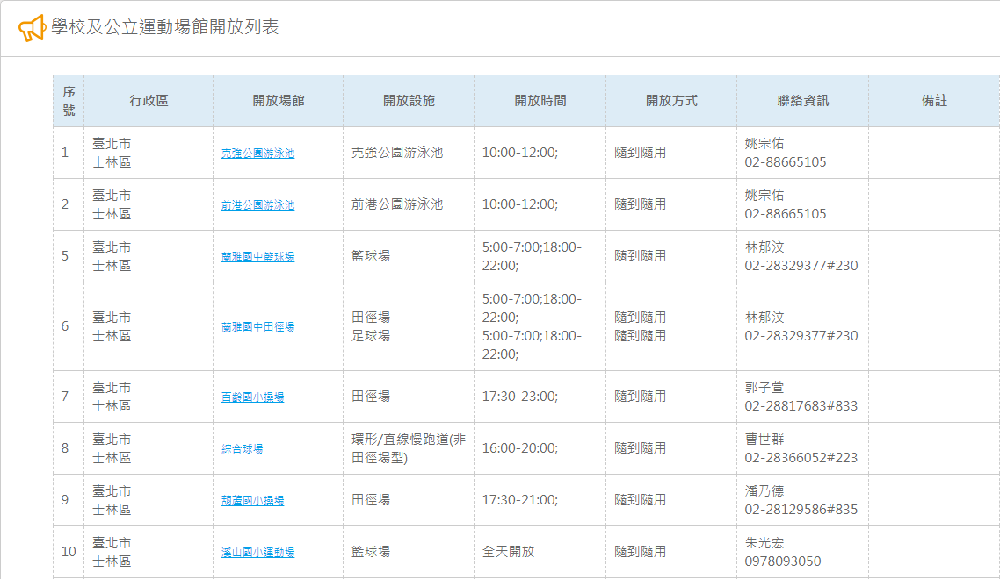 學校及公立運動場館開放列表
序號 行政區 開放場館 開放設施 開放時間 開放方式 聯絡資訊 備註
1 臺北市 克強公園游泳池 克強公園游泳池 10:00-12:00; 隨到隨用 姚宗佑
士林區 02-88665105
2 臺北市 前港公園游泳池 前港公園游泳池 10:00-12:00; 隨到隨用 姚宗佑
士林區 02-88665105
5 臺北市 蘭雅國中籃球場 籃球場 5:00-7:00;18:00- 隨到隨用 林郁汶
士林區 22:00; 02-28329377#230
5:00-7:00;18:00-
6 臺北市 蘭雅國中田徑場 田徑場 22:00; 隨到隨用 林郁汶
士林區 足球場 5:00-7:00;18:00- 隨到隨用 02-28329377#230
22:00;
7 臺北市 百齡國小操場 田徑場 17:30-23:00; 隨到隨用 郭子萱
士林區 02-28817683#833
8 臺北市 綜合球場 環形/直線慢跑道(非 16:00-20:00; 隨到隨用 曹世群
士林區 田徑場型) 02-28366052#223
9 臺北市 葫蘆國小操場 田徑場 17:30-21:00; 隨到隨用 潘乃德
士林區 02-28129586#835
10 臺北市 溪山國小運動場 籃球場 全天開放 隨到隨用 朱光宏
士林區 0978093050